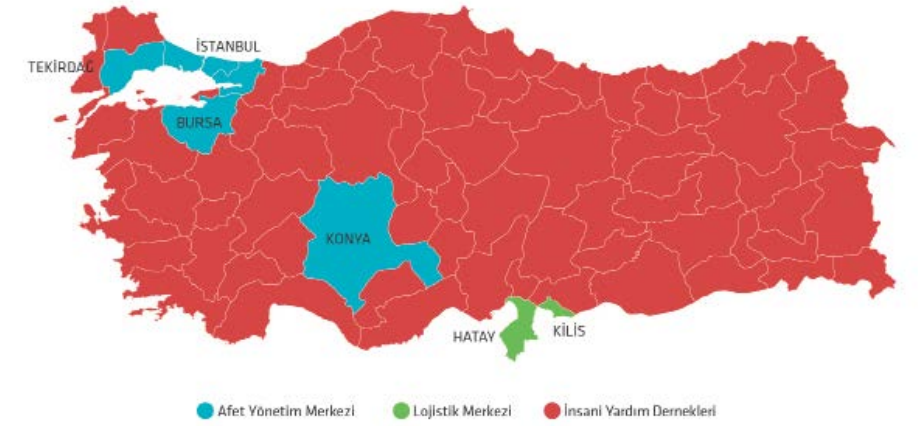 İSTANBUL
TEKİRDAĞ
BURSA
KONYA
HATAY
KİLİS
Afet Yönetim Merkezi
Lojistik Merkezi
İnsani Yardım Dernekleri